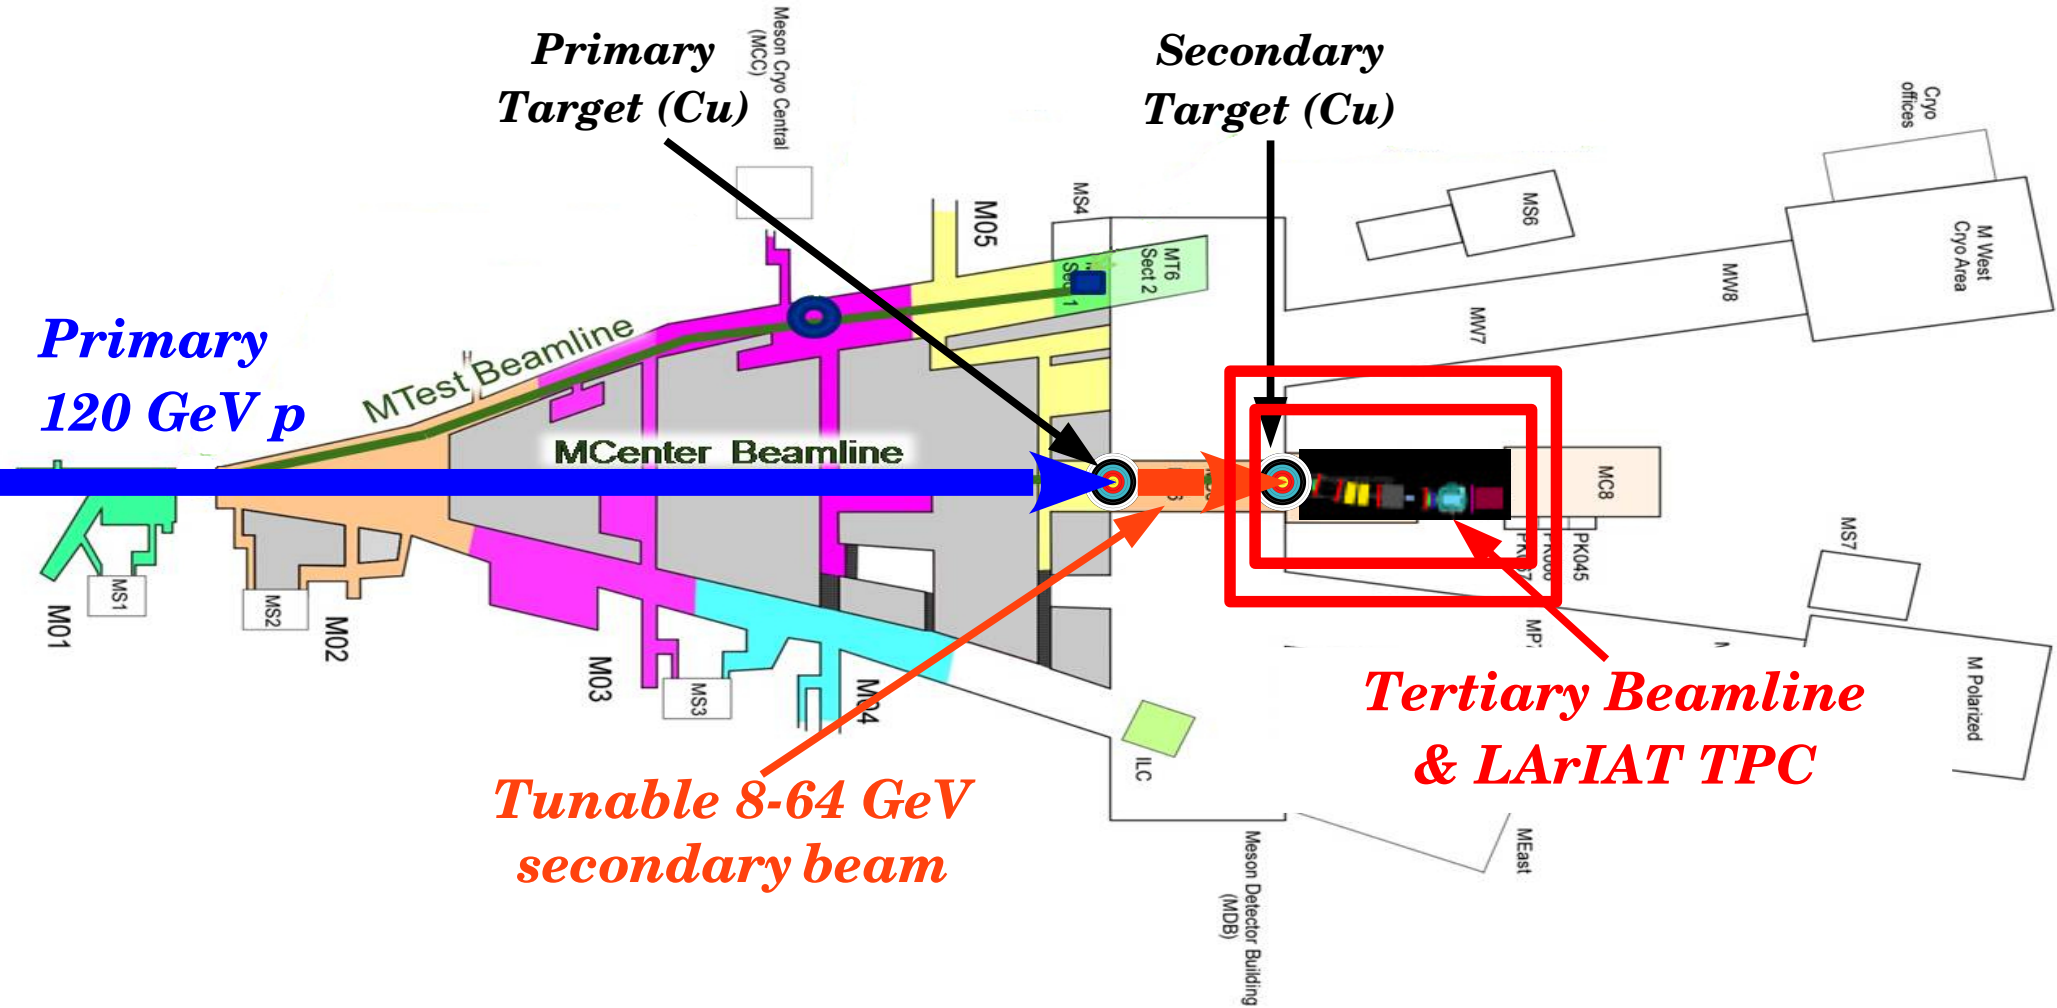 Primary
Target (Cu)
Meson Cryo Central
(MCC)
Secondary
Target (Cu)
Cryo
offices
MS4
M05
MS6
M West
Cryo Area
MT6
Sect 2
MW8
MW7
Primary
120 GeV p
MTest Beamline
MCenter Beamline
MC8
MS1
M01
MS2
M02
M03
MS3
M04
PK045
MS7
M Polarized
ILC
Tertiary Beamline
& LArIAT TPC
Tunable 8-64 GeV
secondary beam
MEast
Meson Detector Building
(MDB)